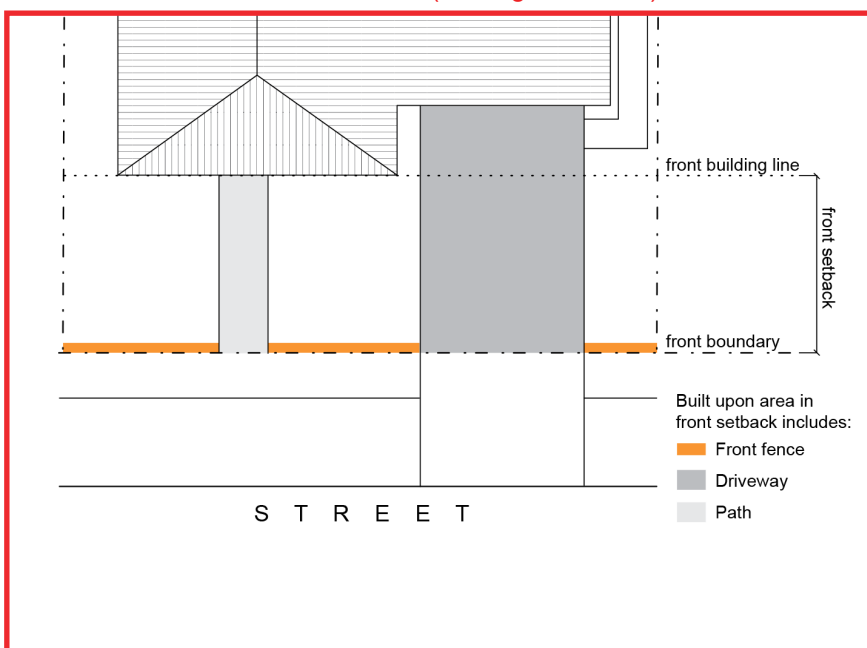 front building line
front setback
front boundary
Built upon area in
front setback includes:
Front fence
Driveway
Path
S T R E E T